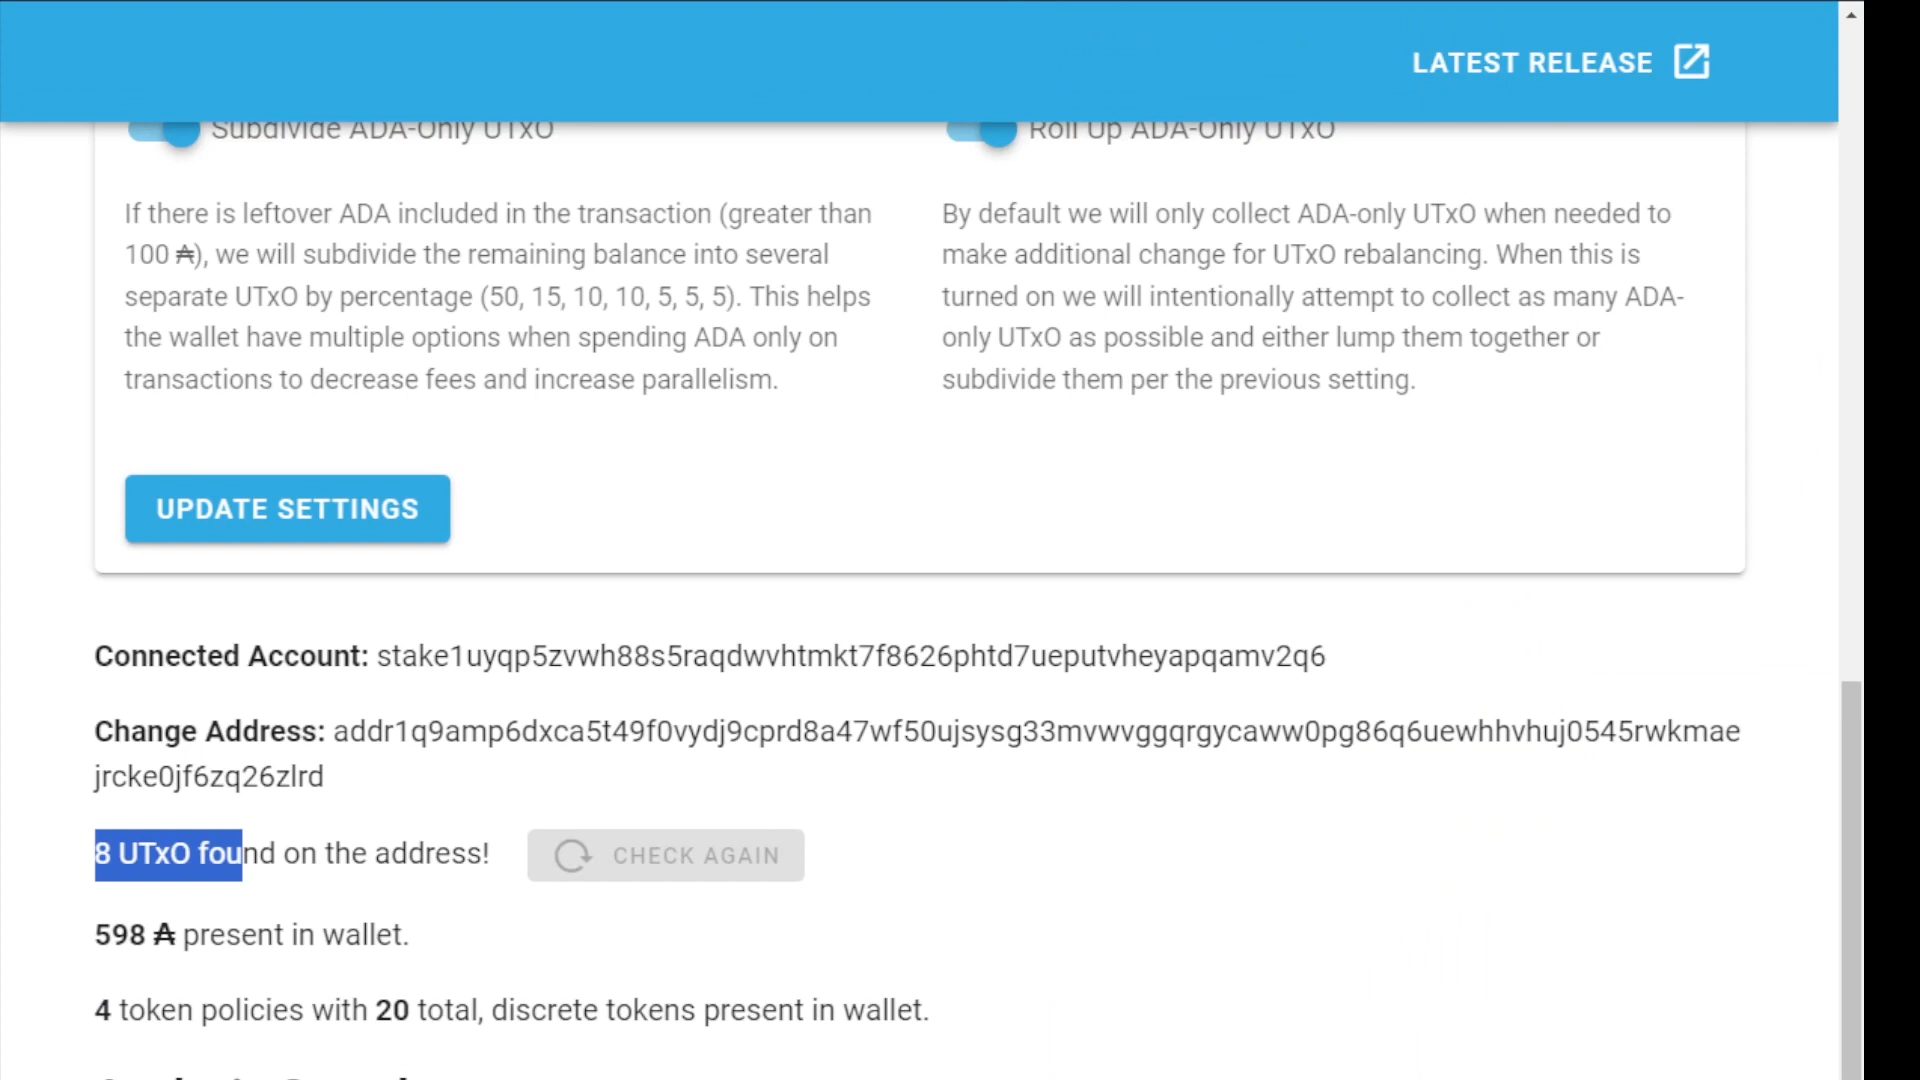 LATEST RELEASE
Subdivide ADA-Only UTxO
Roll Up ADA-Only UTxO
If there is leftover ADA included in the transaction (greater than
100 ₳), we will subdivide the remaining balance into several
separate UTxO by percentage (50, 15, 10, 10, 5, 5, 5). This helps
the wallet have multiple options when spending ADA only on
transactions to decrease fees and increase parallelism.
By default we will only collect ADA-only UTxO when needed to
make additional change for UTxO rebalancing. When this is
turned on we will intentionally attempt to collect as many ADA-
only UTxO as possible and either lump them together or
subdivide them per the previous setting.
UPDATE SETTINGS
Connected Account: stake1uyqp5zvwh88s5raqdwvhtmkt7f8626phtd7ueputvheyapqamv2q6
Change Address: addr1q9amp6dxca5t49f0vydj9cprd8a47wf50ujsysg33mvwvggqrgycaww0pg86q6uewhhvhuj0545rwkmae
jrcke0jf6zq26zlrd
8 UTxO found on the address!
CHECK AGAIN
598 ₳ present in wallet.
4 token policies with 20 total, discrete tokens present in wallet.